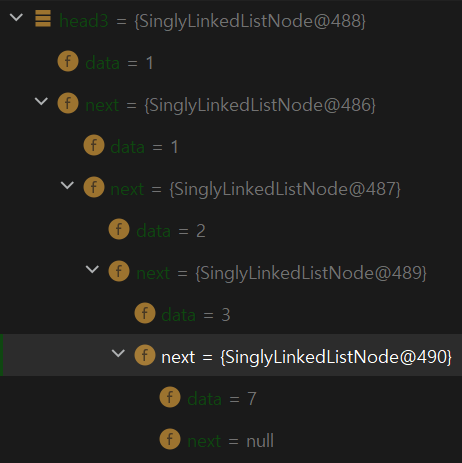 head3 = {SinglyLinkedListNode@488}
f data = 1
f next = {SinglyLinkedListNode@486}
f data = 1
f next = {SinglyLinkedListNode@487}
f data = 2
f next = {SinglyLinkedListNode@489}
f data = 3
f next = {SinglyLinkedListNode@490}
f data = 7
f next = null